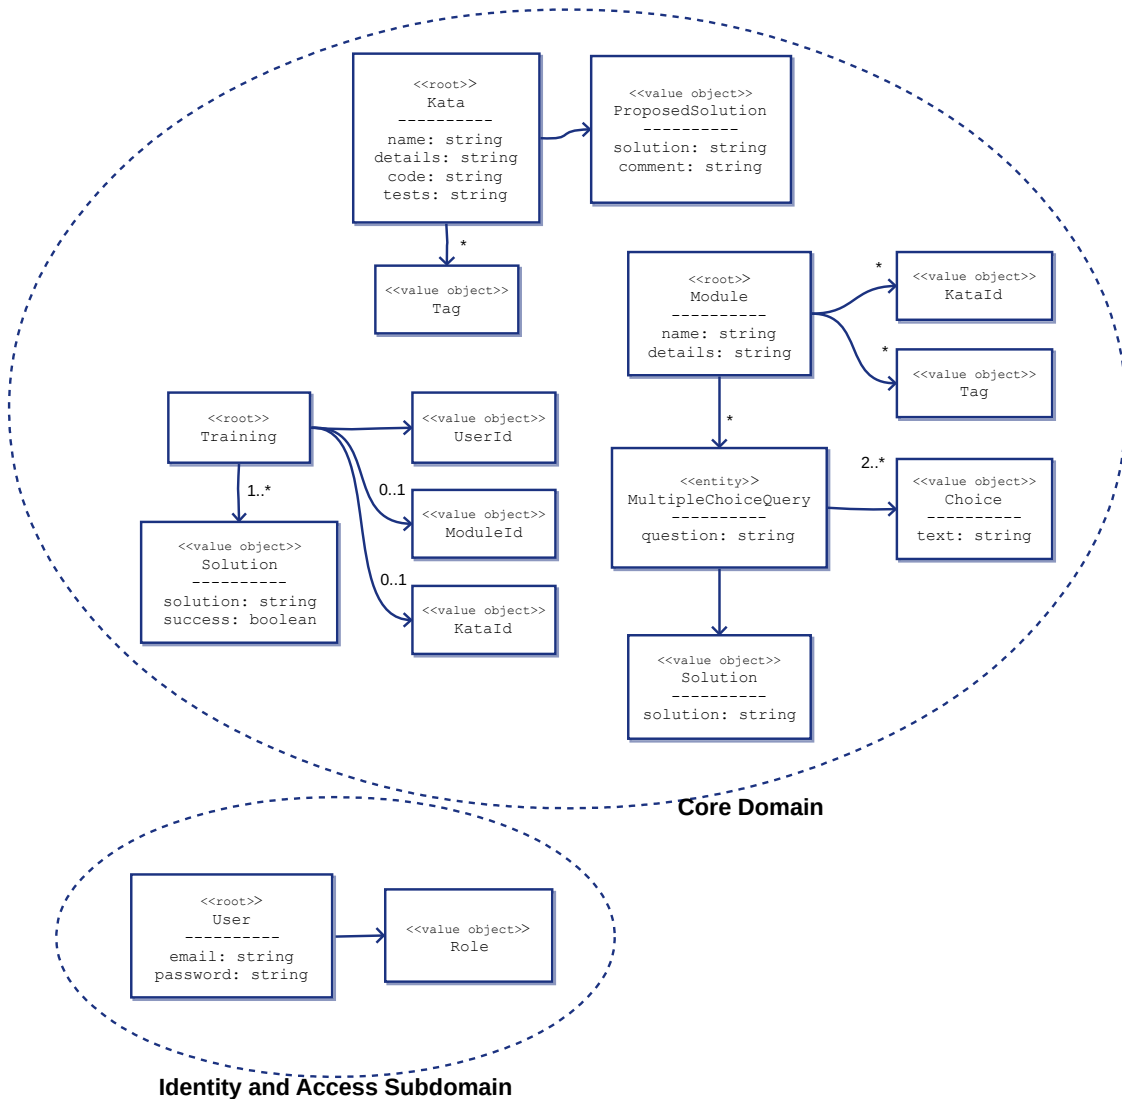 <<root>>
Kata
----------
name: string
details: string
code: string
tests: string
<<value object>>
ProposedSolution
----------
solution: string
comment: string
*
<<value object>>
Tag
<<root>>
Module
----------
name: string
details: string
*
<<value object>>
KataId
*
<<value object>>
Tag
*
<<root>>
Training
<<value object>>
UserId
1..*
0..1
<<value object>>
ModuleId
0..1
<<value object>>
KataId
<<value object>>
Solution
----------
solution: string
success: boolean
<<entity>>
MultipleChoiceQuery
----------
question: string
2..*
<<value object>>
Choice
----------
text: string
<<value object>>
Solution
----------
solution: string
Core Domain
<<root>>
User
----------
email: string
password: string
<<value object>>
Role
Identity and Access Subdomain